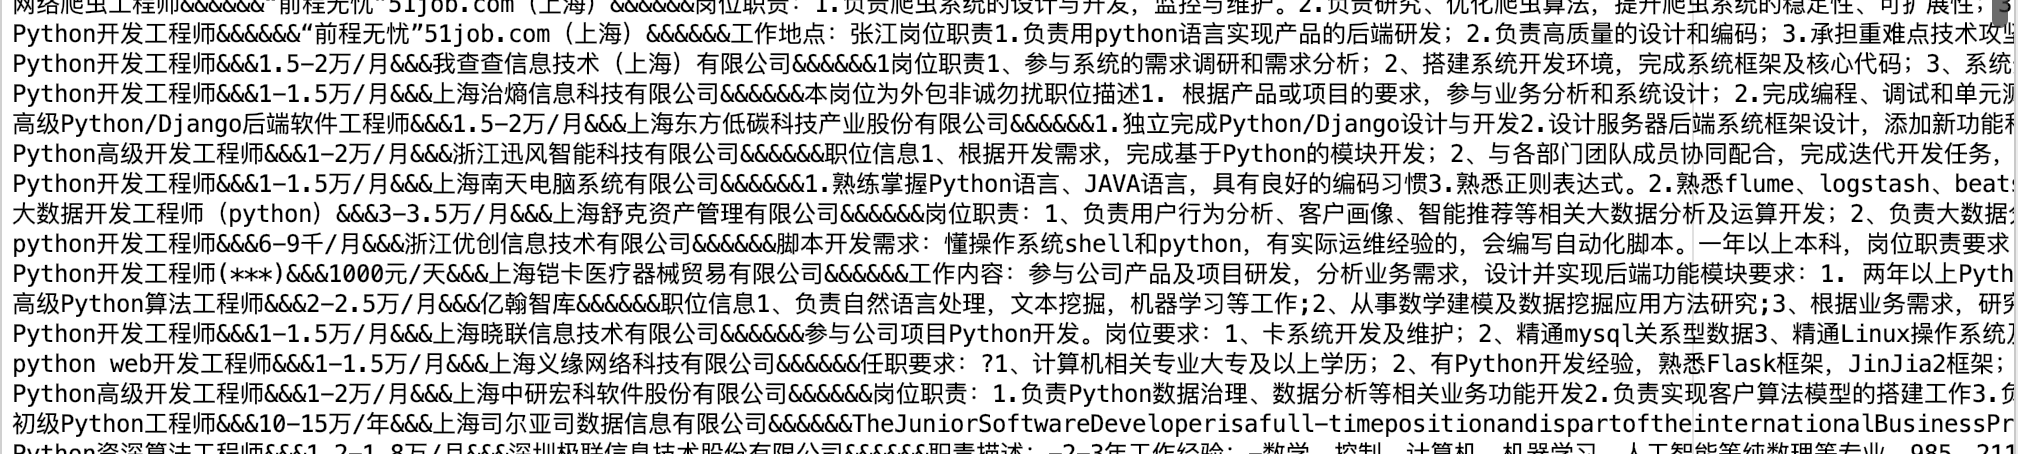 网络爬虫工程师&&&&&&“前程无忧”51job.com（上海）&&&&&&岗位职责：1.负责爬虫系统的设计与开发，监控与维护。2.负责研究、优化爬虫算法，提升爬虫系统的稳定性、可扩展性；3
Python开发工程师&&&&&&“前程无忧”51job.com（上海）&&&&&&工作地点：张江岗位职责1.负责用python语言实现产品的后端研发；2.负责高质量的设计和编码；3.承担重难点技术攻坚
Python开发工程师&&&1.5-2万/月&&&我查查信息技术（上海）有限公司&&&&&&1岗位职责1、参与系统的需求调研和需求分析；2、搭建系统开发环境，完成系统框架及核心代码；3、系统
Python开发工程师&&&1-1.5万/月&&&上海治熵信息科技有限公司&&&&&&本岗位为外包非诚勿扰职位描述1. 根据产品或项目的要求，参与业务分析和系统设计；2.完成编程、调试和单元测
高级Python/Django后端软件工程师&&&1.5-2万/月&&&上海东方低碳科技产业股份有限公司&&&&&&1.独立完成Python/Django设计与开发2.设计服务器后端系统框架设计，添加新功能和
Python高级开发工程师&&&1-2万/月&&&浙江迅风智能科技有限公司&&&&&&职位信息1、根据开发需求，完成基于Python的模块开发；2、与各部门团队成员协同配合，完成迭代开发任务，
Python开发工程师&&&1-1.5万/月&&&上海南天电脑系统有限公司&&&&&&1.熟练掌握Python语言、JAVA语言，具有良好的编码习惯3.熟悉正则表达式。2.熟悉flume、logstash、beats
大数据开发工程师（python）&&&3-3.5万/月&&&上海舒克资产管理有限公司&&&&&&岗位职责：1、负责用户行为分析、客户画像、智能推荐等相关大数据分析及运算开发；2、负责大数据分
python开发工程师&&&6-9千/月&&&浙江优创信息技术有限公司&&&&&&脚本开发需求：懂操作系统shell和python，有实际运维经验的，会编写自动化脚本。一年以上本科，岗位职责要求
Python开发工程师(***)&&&1000元/天&&&上海铠卡医疗器械贸易有限公司&&&&&&工作内容：参与公司产品及项目研发，分析业务需求，设计并实现后端功能模块要求：1. 两年以上Pyth
高级Python算法工程师&&&2-2.5万/月&&&亿翰智库&&&&&&职位信息1、负责自然语言处理，文本挖掘，机器学习等工作;2、从事数学建模及数据挖掘应用方法研究;3、根据业务需求，研究
Python开发工程师&&&1-1.5万/月&&&上海晓联信息技术有限公司&&&&&&参与公司项目Python开发。岗位要求：1、卡系统开发及维护；2、精通mysql关系型数据3、精通Linux操作系统及
python web开发工程师&&&1-1.5万/月&&&上海义缘网络科技有限公司&&&&&&任职要求：?1、计算机相关专业大专及以上学历；2、有Python开发经验，熟悉Flask框架，JinJia2框架；
Python高级开发工程师&&&1-2万/月&&&上海中研宏科软件股份有限公司&&&&&&岗位职责：1.负责Python数据治理、数据分析等相关业务功能开发2.负责实现客户算法模型的搭建工作3.负
初级Python工程师&&&10-15万/年&&&上海司尔亚司数据信息有限公司&&&&&&TheJuniorSoftwareDeveloperisafull-timepositionandispartoftheinternationalBusinessPr
Python资深算法工程师&&&1.2-1.8万/月&&&深圳极联信息技术股份有限公司&&&&&&职责描述：-2-3年工作经验；-数学、控制、计算机、机器学习、人工智能等纯数理等专业，985、211